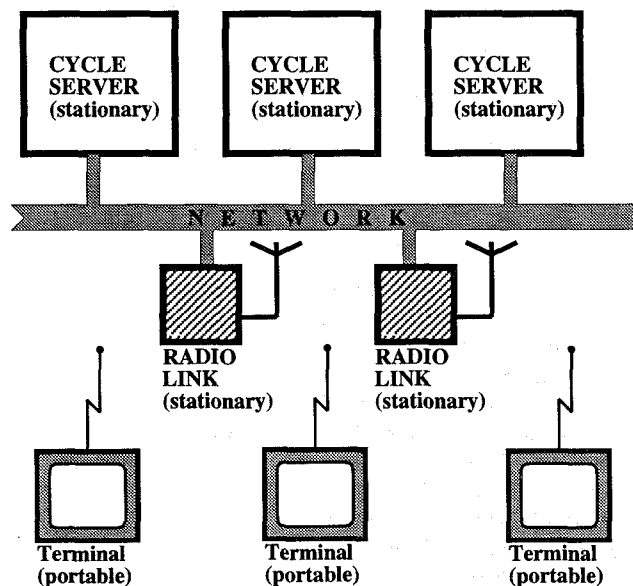 CYCLE
SERVER
(stationary)
CYCLE
SERVER
(stationary)
CYCLE
SERVER
(stationary)
NETWORK
RADIO
LINK
(stationary)
RADIO
LINK
(stationary)
Terminal
(portable)
Terminal
(portable)
Terminal
(portable)